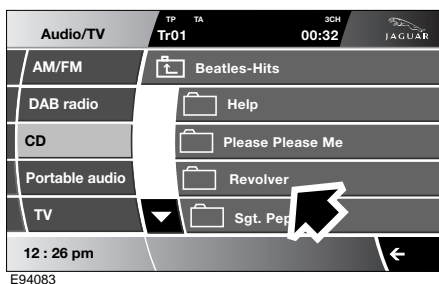 Audio/TV
TP TA 3CH
Tr01 00:32 JAGUAR
AM/FM
Beatles-Hits
DAB radio
Help
CD
Please Please Me
Portable audio
Revolver
TV
Sgt. Pep
12 : 26 pm
E94083